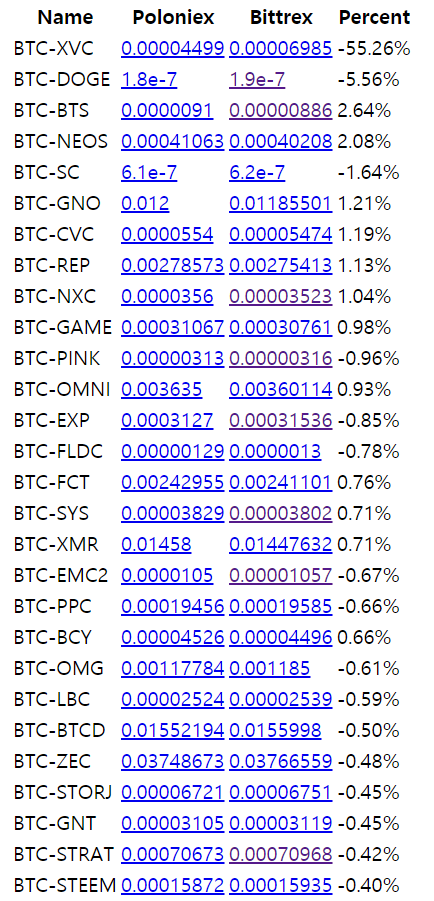 Name Poloniex Bittrex Percent
BTC-XVC 0.00004499 0.00006985 -55.26%
BTC-DOGE 1.8e-7 1.9e-7 -5.56%
BTC-BTS 0.0000091 0.00000886 2.64%
BTC-NEOS 0.00041063 0.00040208 2.08%
BTC-SC 6.1e-7 6.2e-7 -1.64%
BTC-GNO 0.012 0.01185501 1.21%
BTC-CVC 0.0000554 0.00005474 1.19%
BTC-REP 0.00278573 0.00275413 1.13%
BTC-NXC 0.0000356 0.00003523 1.04%
BTC-GAME 0.00031067 0.00030761 0.98%
BTC-PINK 0.00000313 0.00000316 -0.96%
BTC-OMNI 0.003635 0.00360114 0.93%
BTC-EXP 0.0003127 0.00031536 -0.85%
BTC-FLDC 0.00000129 0.0000013 -0.78%
BTC-FCT 0.00242955 0.00241101 0.76%
BTC-SYS 0.00003829 0.00003802 0.71%
BTC-XMR 0.01458 0.01447632 0.71%
BTC-EMC2 0.0000105 0.00001057 -0.67%
BTC-PPC 0.00019456 0.00019585 -0.66%
BTC-BCY 0.00004526 0.00004496 0.66%
BTC-OMG 0.00117784 0.001185 -0.61%
BTC-LBC 0.00002524 0.00002539 -0.59%
BTC-BTCD 0.01552194 0.0155998 -0.50%
BTC-ZEC 0.03748673 0.03766559 -0.48%
BTC-STORJ 0.00006721 0.00006751 -0.45%
BTC-GNT 0.00003105 0.00003119 -0.45%
BTC-STRAT 0.00070673 0.00070968 -0.42%
BTC-STEEM 0.00015872 0.00015935 -0.40%